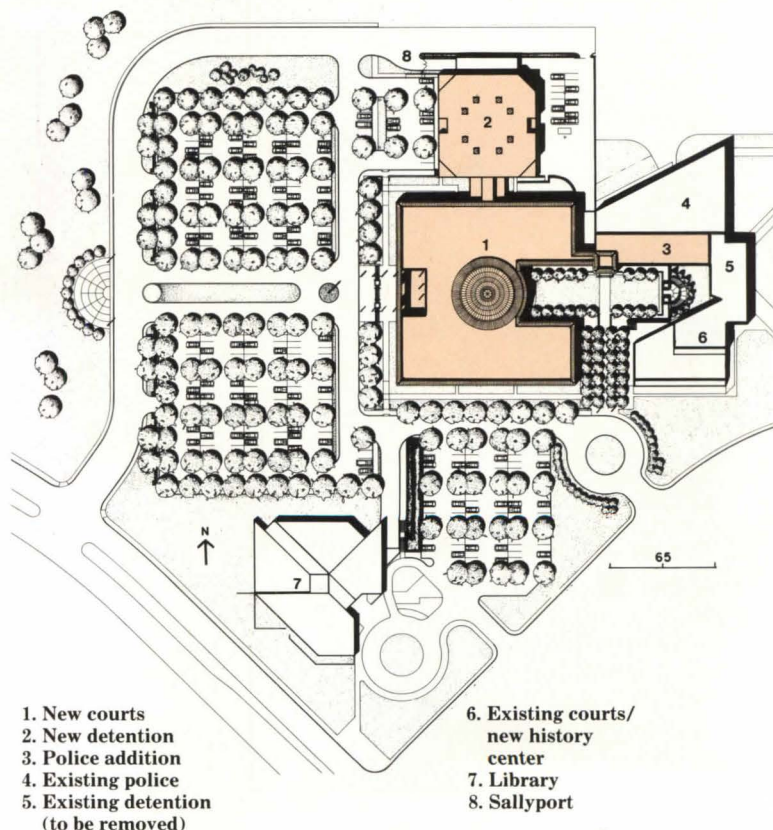 8
2
4
1
3
5
6
N
65
7
1. New courts
2. New detention
3. Police addition
4. Existing police
5. Existing detention
(to be removed)
6. Existing courts/
new history
center
7. Library
8. Sallyport